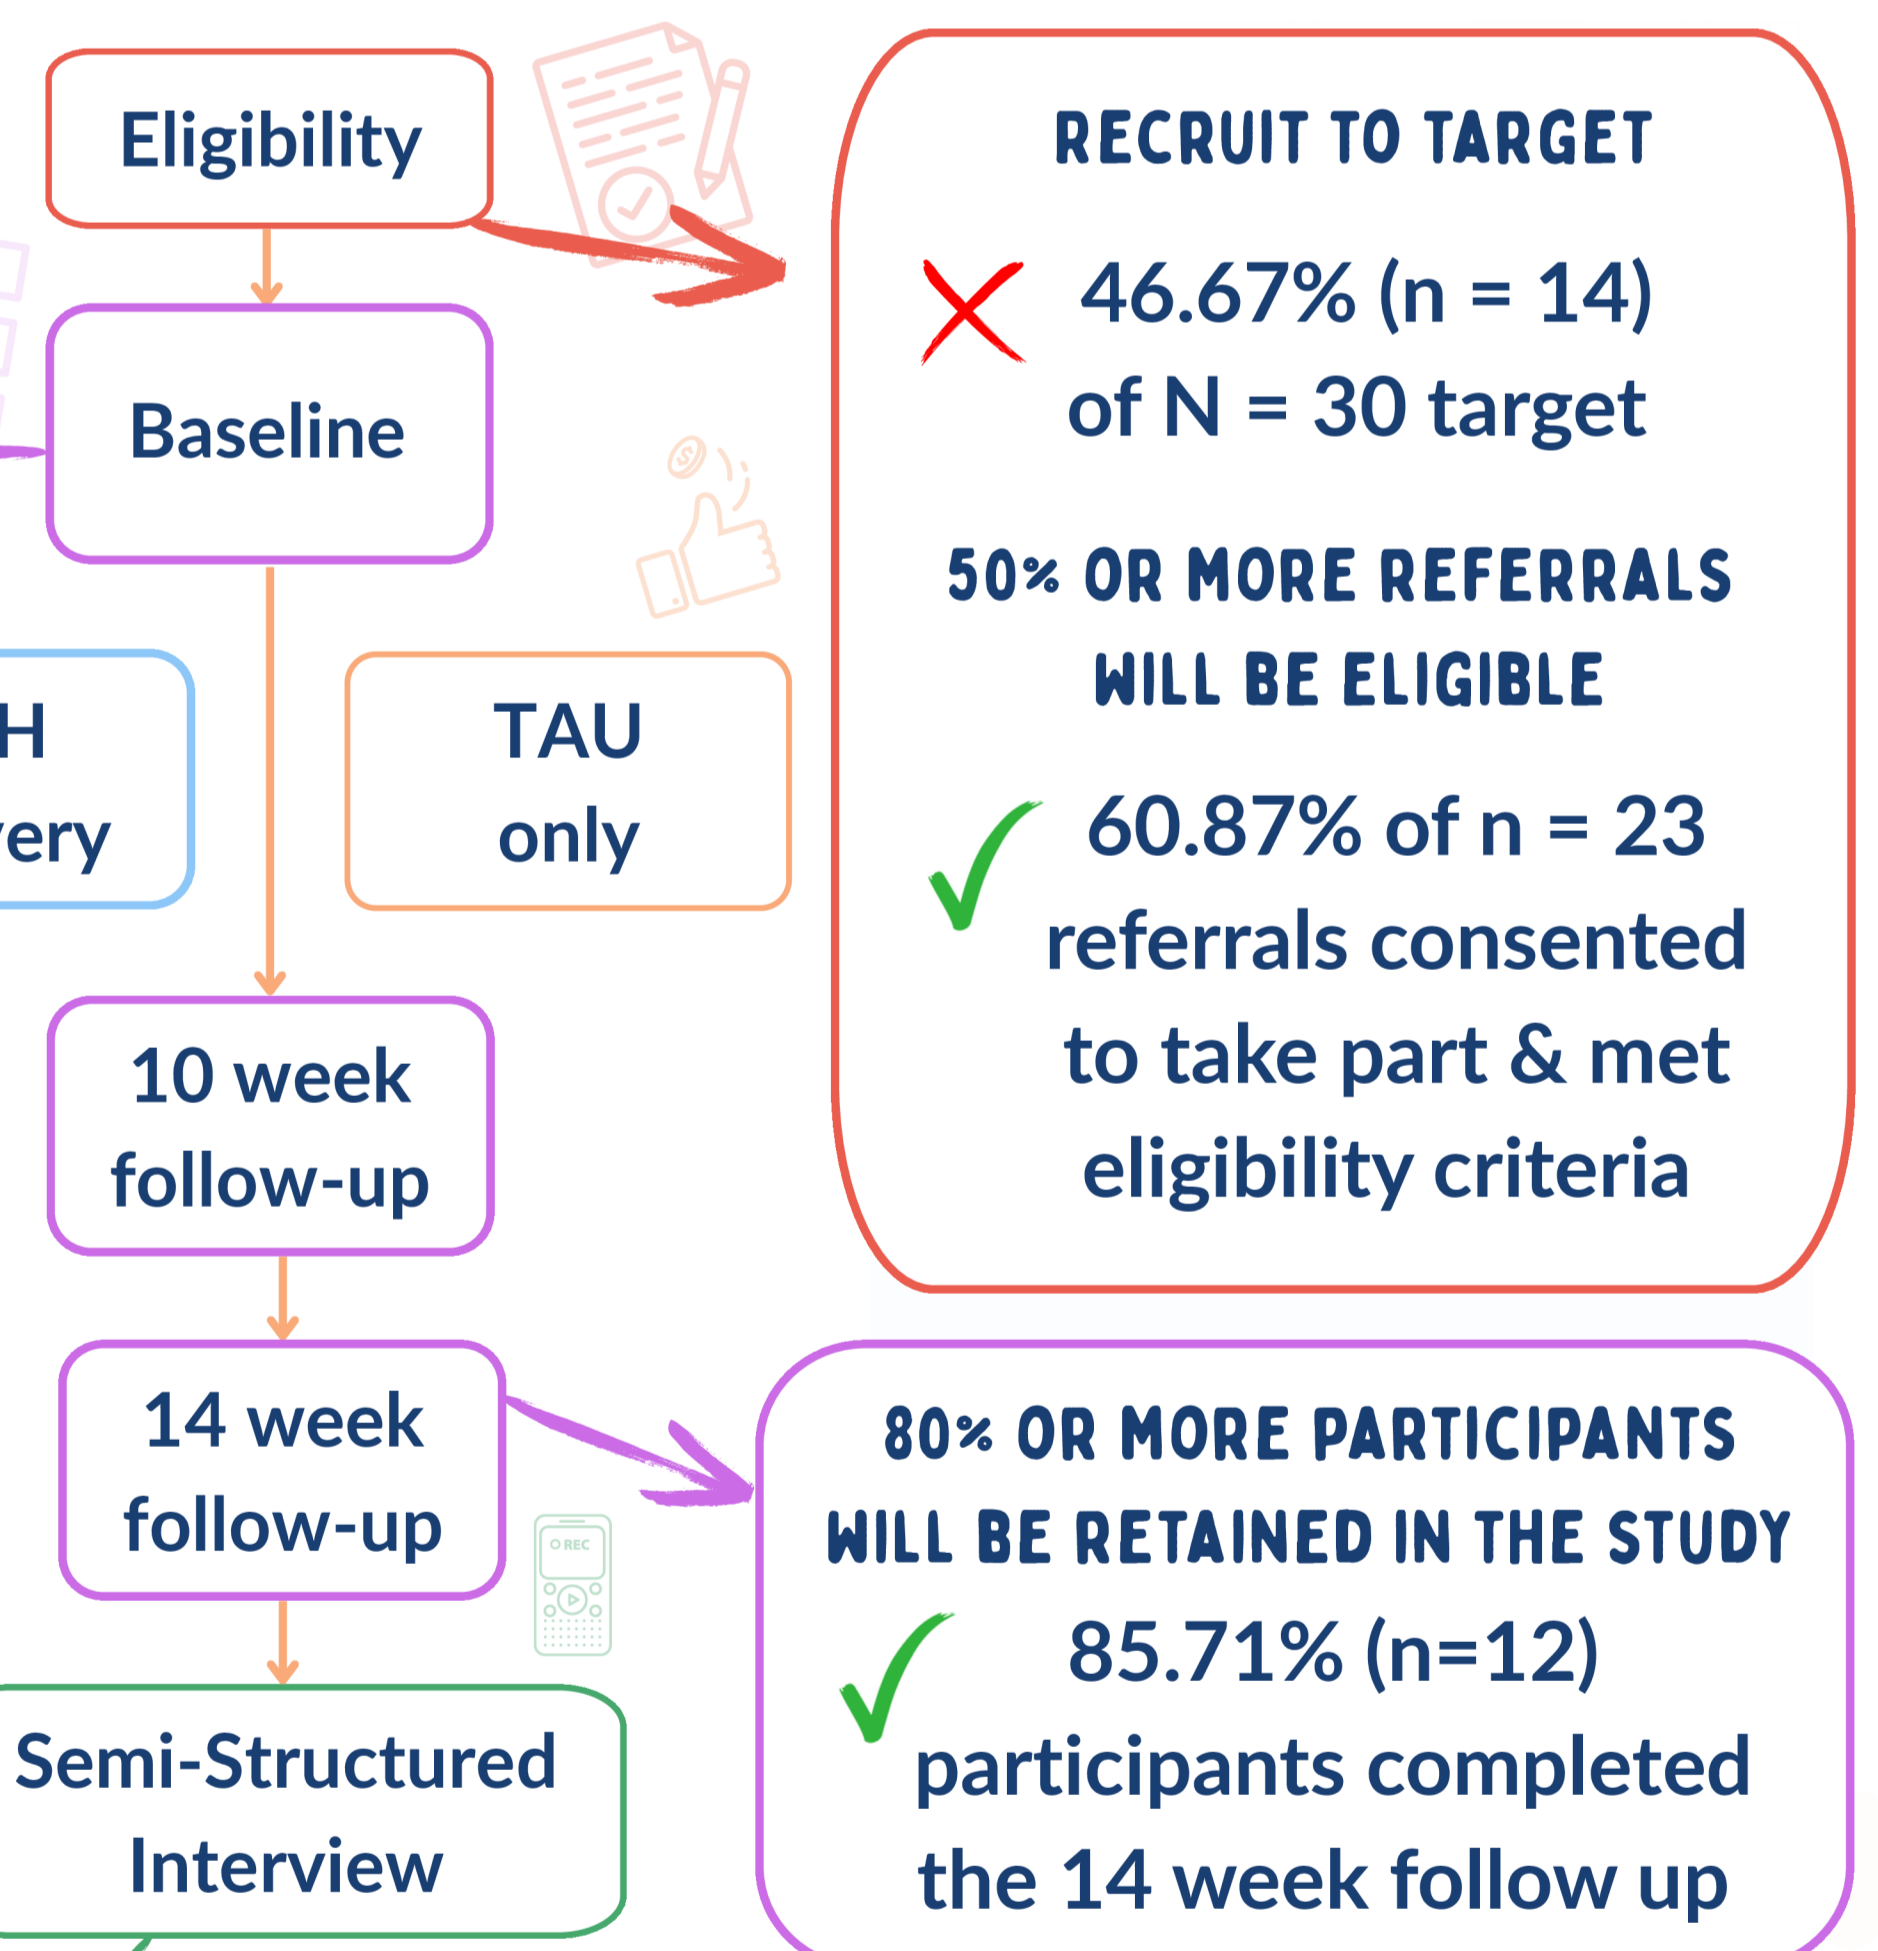 Eligibility
Baseline
H
very
TAU
only
10 week
follow-up
14 week
follow-up
REC
Semi-Structured
Interview
RECRUIT TO TARGET
46.67% (n = 14)
of N = 30 target
50% OR MORE REFERRALS
WILL BE ELIGIBLE
60.87% of n = 23
referrals consented
to take part & met
eligibility criteria
80% OR MORE PARTICIPANTS
WILL BE RETAINED IN THE STUDY
85.71% (n=12)
participants completed
the 14 week follow up